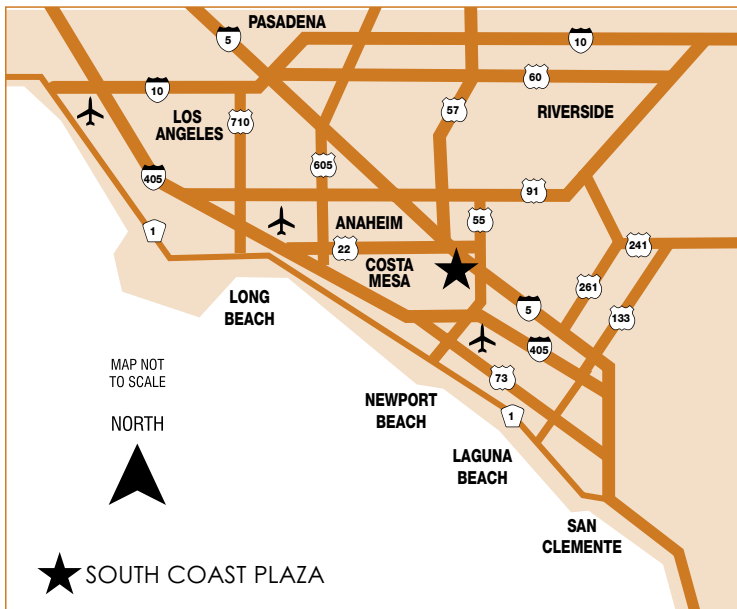 PASADENA
5
10
10
60
LOS
ANGELES
710
57
RIVERSIDE
605
405
91
1
ANAHEIM
55
22
COSTA
MESA
241
261
LONG
BEACH
5
133
405
MAP NOT
TO SCALE
73
NEWPORT
BEACH
1
NORTH
LAGUNA
BEACH
SAN
CLEMENTE
SOUTH COAST PLAZA